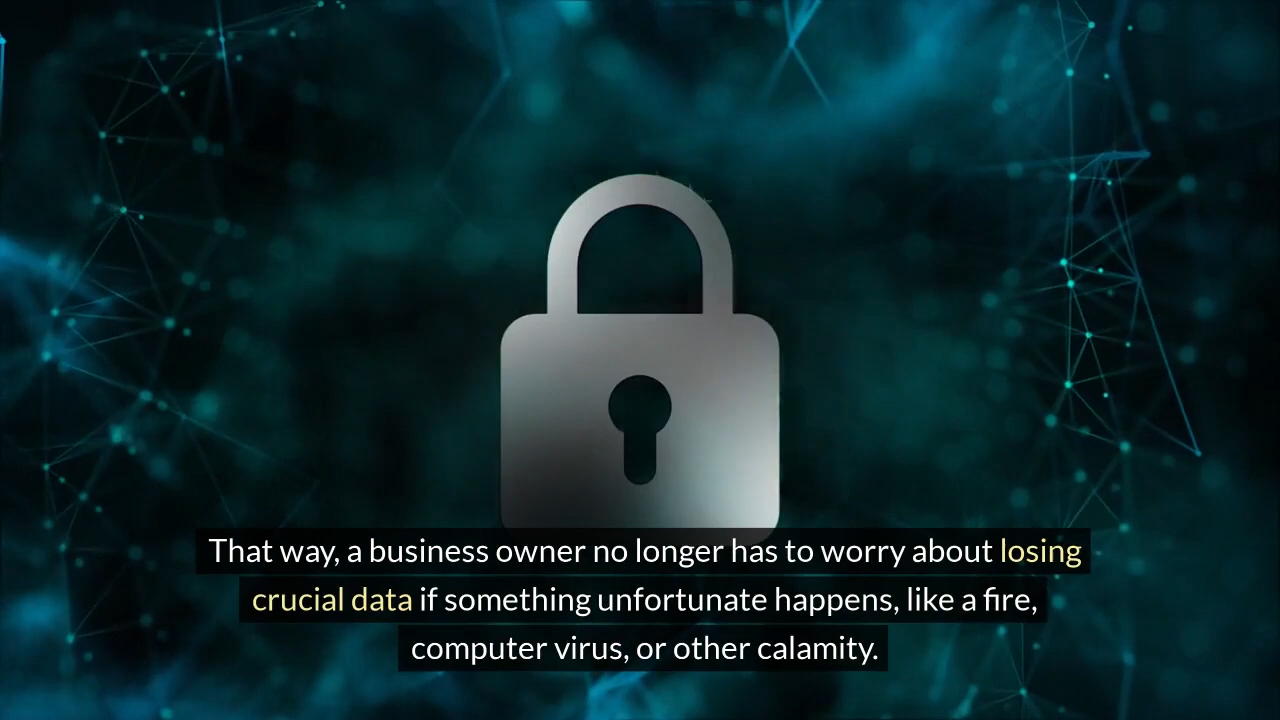 That way, a business owner no longer has to worry about losing
crucial data if something unfortunate happens, like a fire,
computer virus, or other calamity.